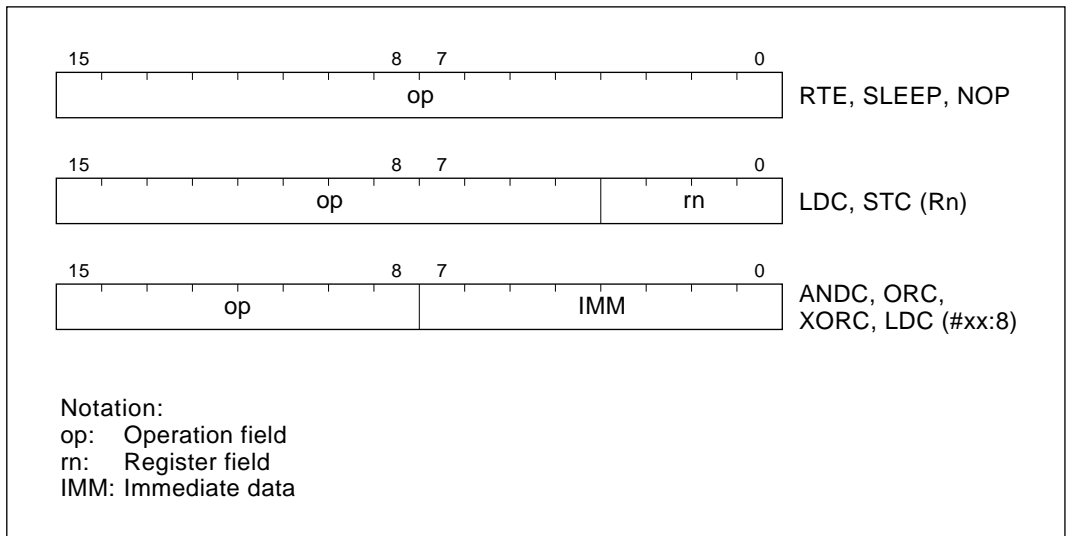 15 8 7 0
op RTE, SLEEP, NOP
15 8 7 0
op rn LDC, STC (Rn)
15 8 7 0
op IMM ANDC, ORC,
XORC, LDC (#xx:8)
Notation:
op: Operation field
rn: Register field
IMM: Immediate data